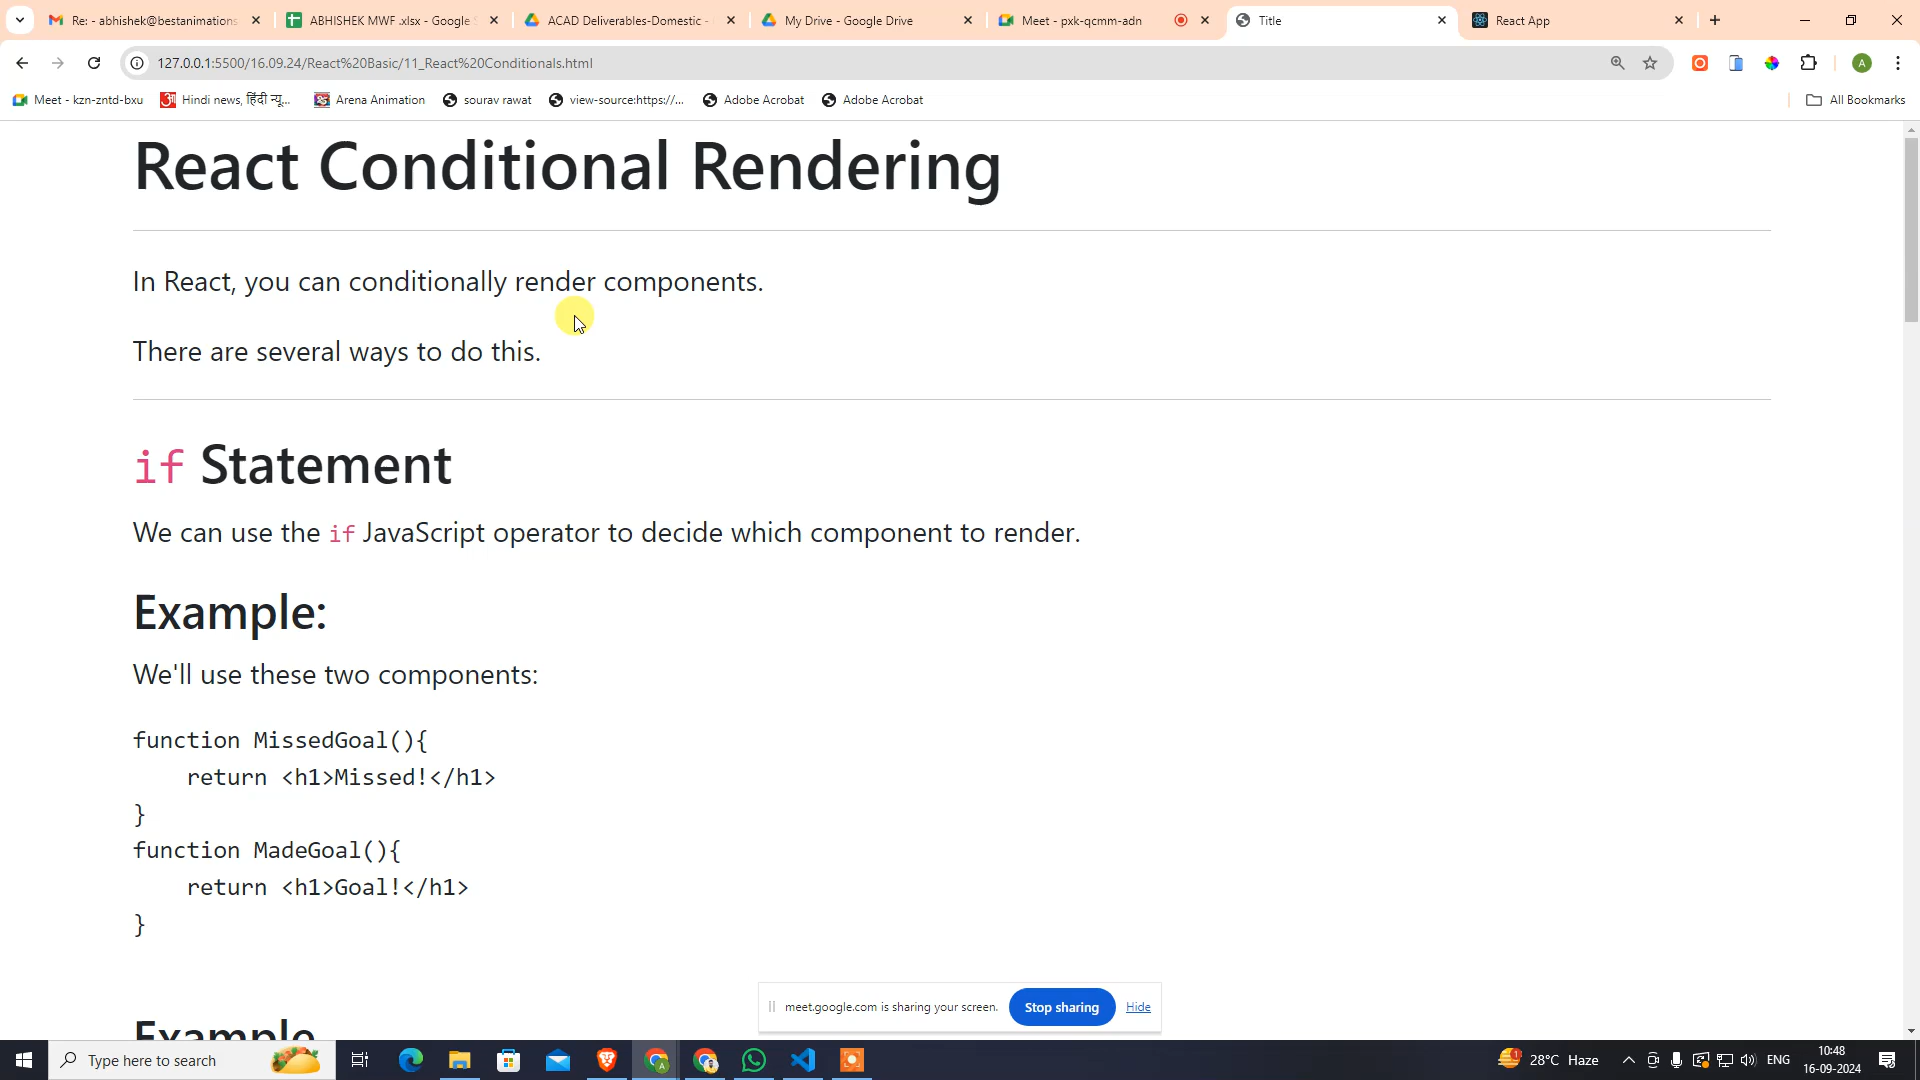 Re: - abhishek@bestanimations
ABHISHEK MWF .xlsx - Google S
ACAD Deliverables-Domestic -
My Drive - Google Drive
Meet - pxk-qcmm-adn
Title
React App
127.0.0.1:5500/16.09.24/React%20Basic/11_React%20Conditionals.html
A
Meet - kzn-zntd-bxu
Hindi news, हिंदी न्यू...
Arena Animation
sourav rawat
view-source:https://...
Adobe Acrobat
Adobe Acrobat
All Bookmarks
React Conditional Rendering
In React, you can conditionally render components.
There are several ways to do this.
if Statement
We can use the if JavaScript operator to decide which component to render.
Example:
We'll use these two components:
function MissedGoal(){
    return <h1>Missed!</h1>
}
function MadeGoal(){
    return <h1>Goal!</h1>
}
Example
meet.google.com is sharing your screen.
Stop sharing
Hide
Type here to search
28°C Haze
ENG
10:48
16-09-2024